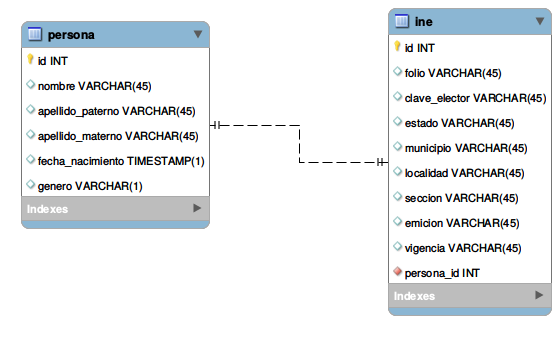 persona
id INT
nombre VARCHAR(45)
apellido_paterno VARCHAR(45)
apellido_materno VARCHAR(45)
fecha_nacimiento TIMESTAMP(1)
genero VARCHAR(1)
Indexes
ine
id INT
folio VARCHAR(45)
clave_elector VARCHAR(45)
estado VARCHAR(45)
municipio VARCHAR(45)
localidad VARCHAR(45)
seccion VARCHAR(45)
emicion VARCHAR(45)
vigencia VARCHAR(45)
persona_id INT
Indexes